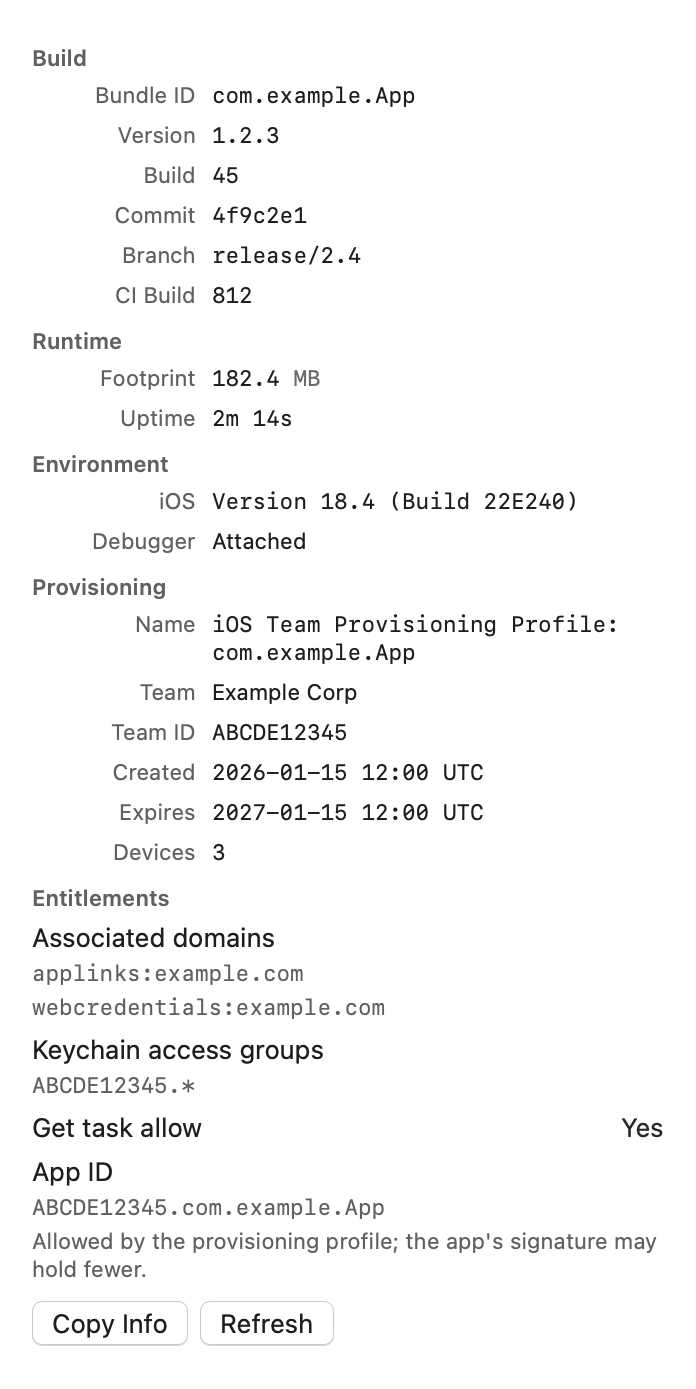 Build
Bundle ID com.example.App
Version 1.2.3
Build 45
Commit 4f9c2e1
Branch release/2.4
CI Build 812
Runtime
Footprint 182.4 MB
Uptime 2m 14s
Environment
iOS Version 18.4 (Build 22E240)
Debugger Attached
Provisioning
Name iOS Team Provisioning Profile:
com.example.App
Team Example Corp
Team ID ABCDE12345
Created 2026-01-15 12:00 UTC
Expires 2027-01-15 12:00 UTC
Devices 3
Entitlements
Associated domains
applinks:example.com
webcredentials:example.com
Keychain access groups
ABCDE12345.*
Get task allow Yes
App ID
ABCDE12345.com.example.App
Allowed by the provisioning profile; the app's signature may
hold fewer.
Copy Info Refresh